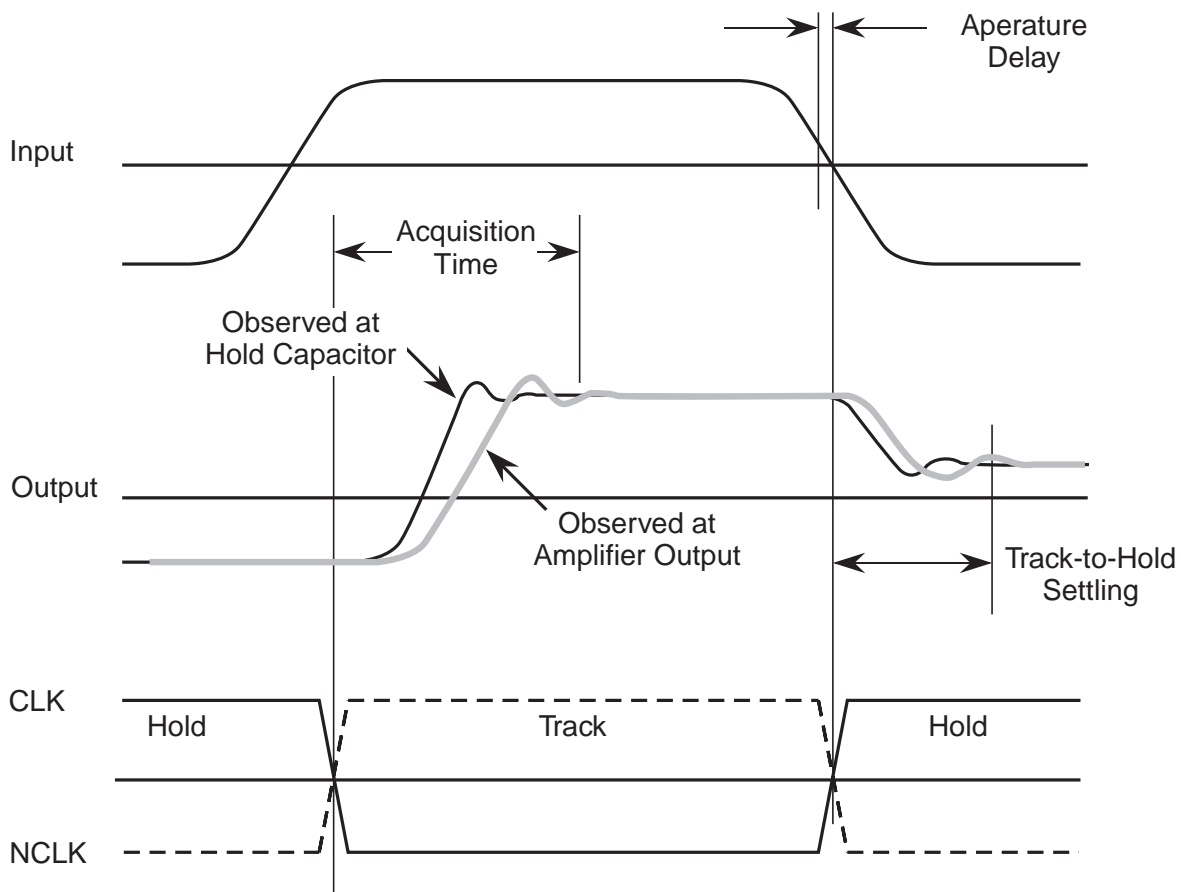 Aperature
Delay
Input
Acquisition
Time
Observed at
Hold Capacitor
Output
Observed at
Amplifier Output
Track-to-Hold
Settling
CLK
Hold
Track
Hold
NCLK